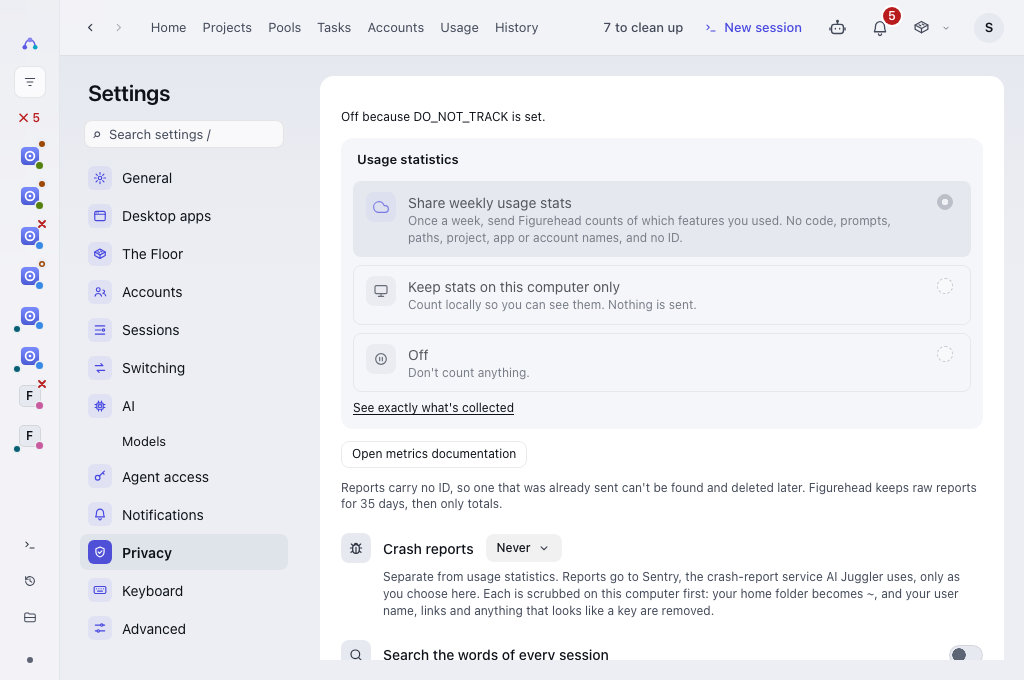 Home Projects Pools Tasks Accounts Usage History 7 to clean up New session 5 S
5
F
F
Settings
Search settings /
General
Desktop apps
The Floor
Accounts
Sessions
Switching
AI
Models
Agent access
Notifications
Privacy
Keyboard
Advanced
Off because DO_NOT_TRACK is set.
Usage statistics
Share weekly usage stats
Once a week, send Figurehead counts of which features you used. No code, prompts,
paths, project, app or account names, and no ID.
Keep stats on this computer only
Count locally so you can see them. Nothing is sent.
Off
Don't count anything.
See exactly what's collected
Open metrics documentation
Reports carry no ID, so one that was already sent can't be found and deleted later. Figurehead keeps raw reports
for 35 days, then only totals.
Crash reports Never
Separate from usage statistics. Reports go to Sentry, the crash-report service AI Juggler uses, only as
you choose here. Each is scrubbed on this computer first: your home folder becomes ~, and your user
name, links and anything that looks like a key are removed.
Search the words of every session